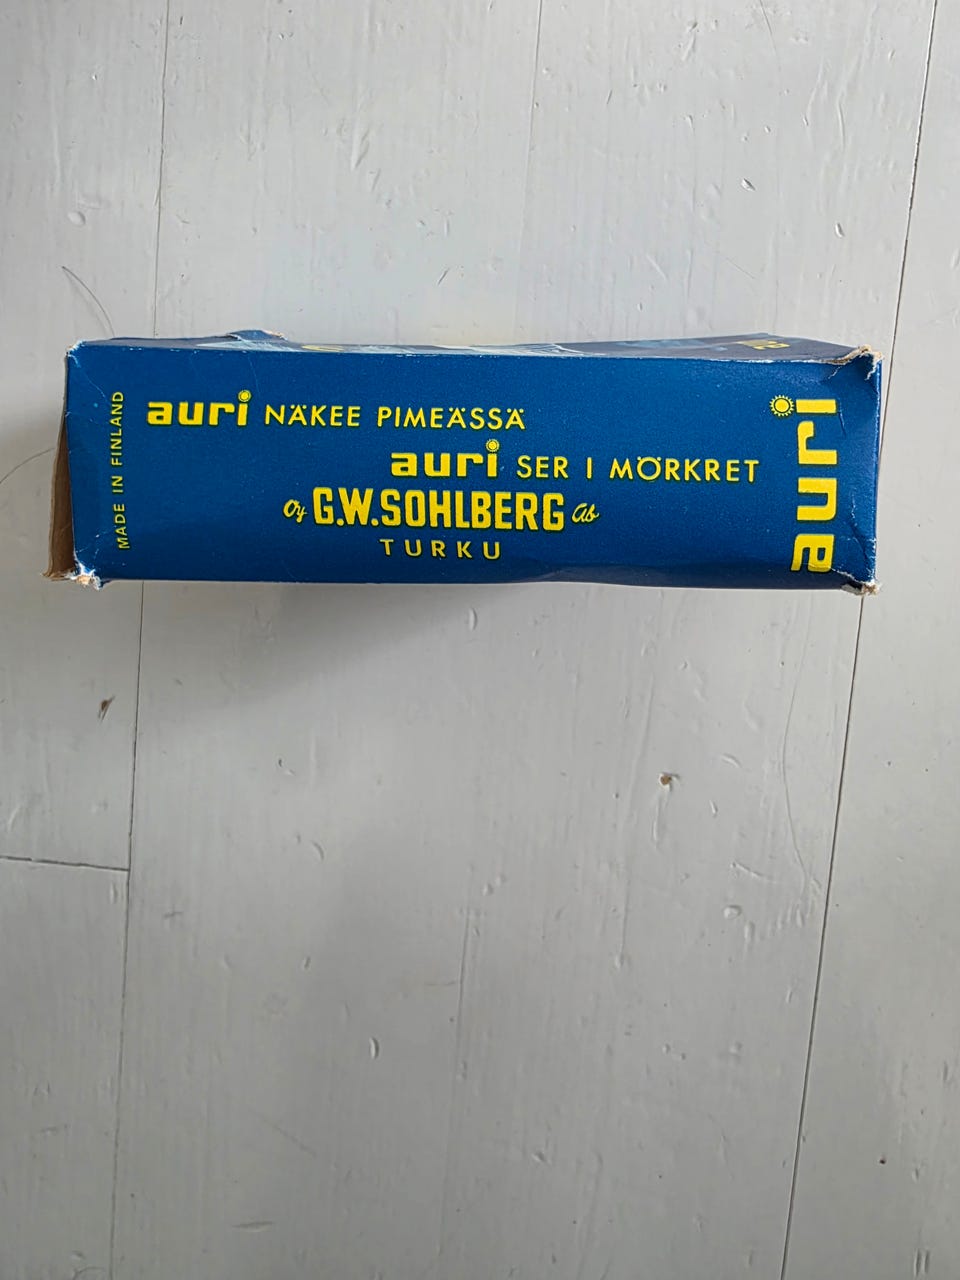 MADE IN FINLAND
auri NÄKEE PIMEÄSSÄ
auri SER I MÖRKRET
Oy G.W.SOHLBERG Ab
TURKU
auri